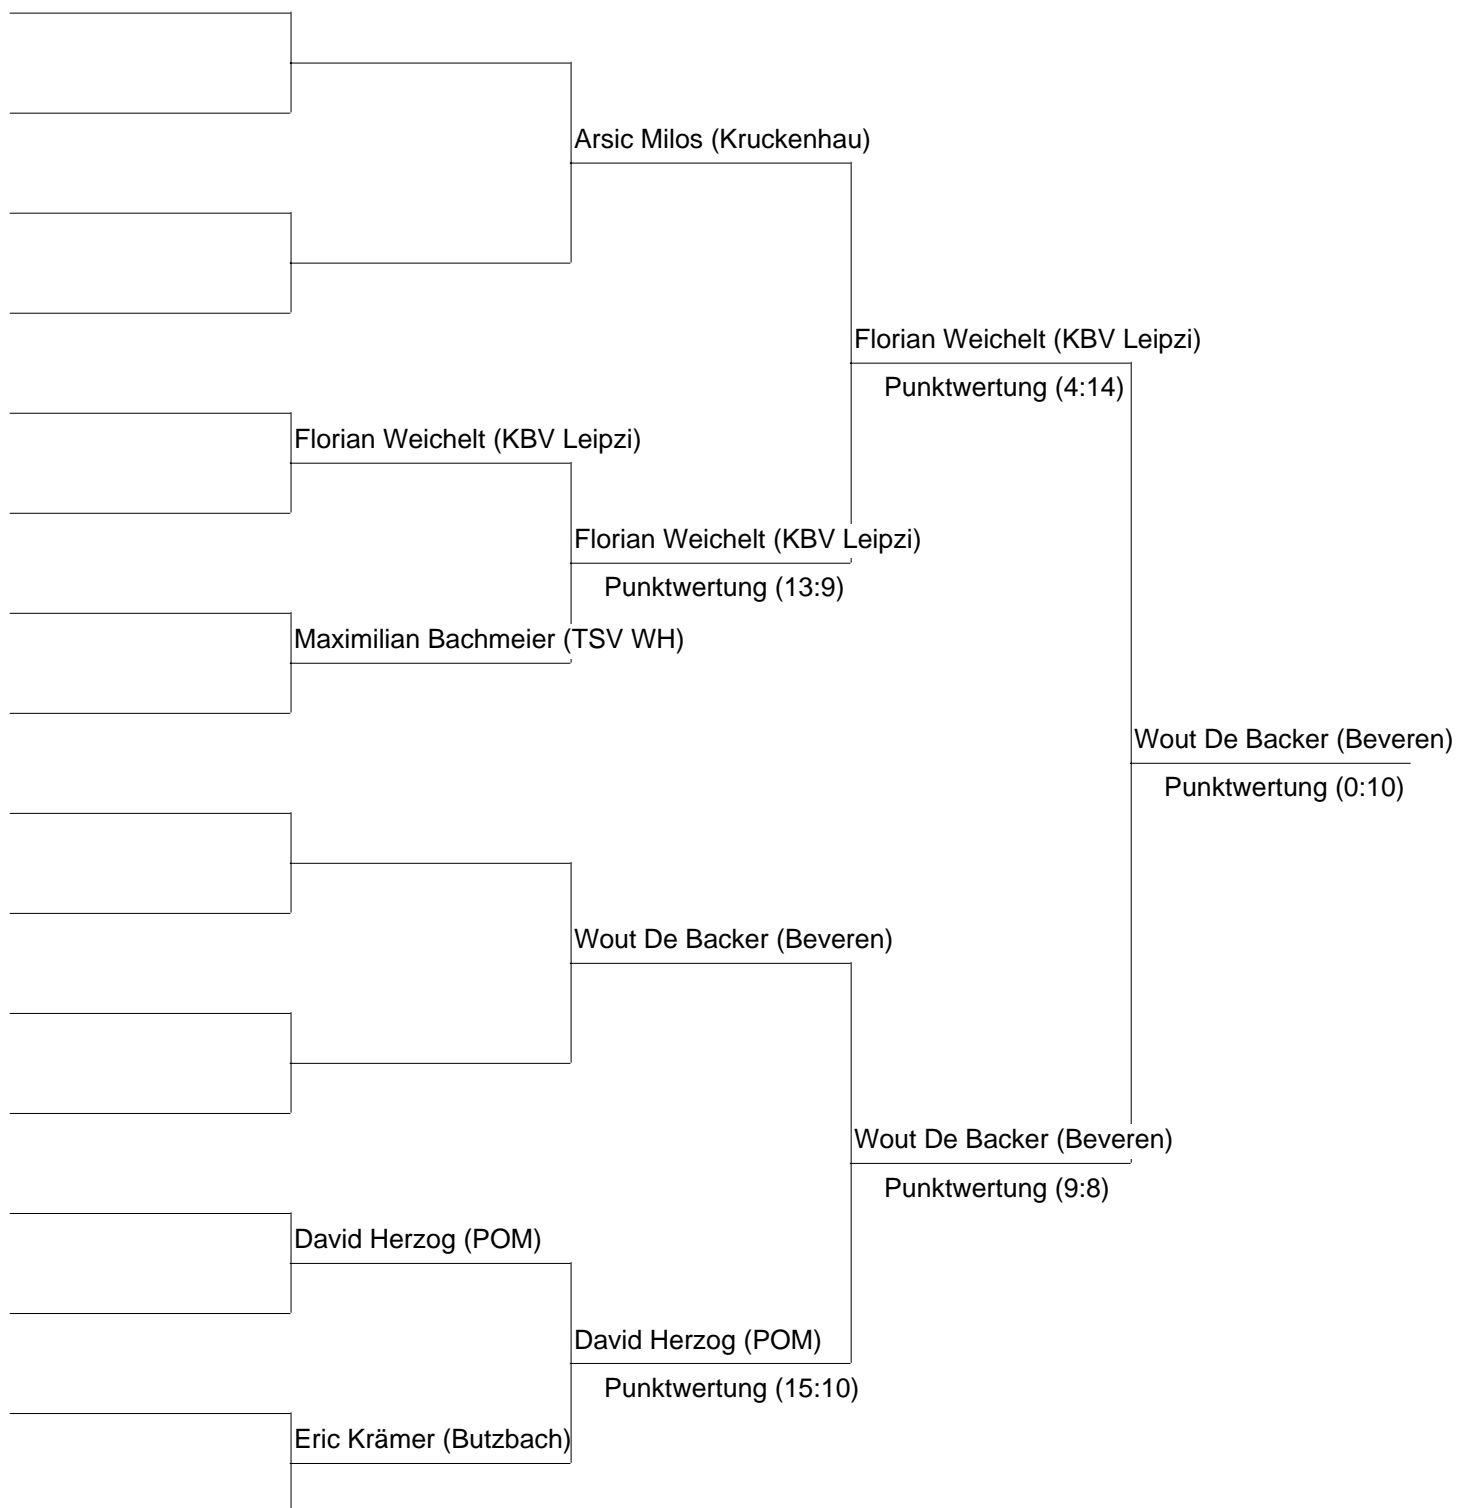 Arsic Milos (Kruckenhau)
Florian Weichelt (KBV Leipzi)
Punktwertung (4:14)
Florian Weichelt (KBV Leipzi)
Florian Weichelt (KBV Leipzi)
Punktwertung (13:9)
Maximilian Bachmeier (TSV WH)
Wout De Backer (Beveren)
Punktwertung (0:10)
Wout De Backer (Beveren)
Wout De Backer (Beveren)
Punktwertung (9:8)
David Herzog (POM)
David Herzog (POM)
Punktwertung (15:10)
Eric Krämer (Butzbach)